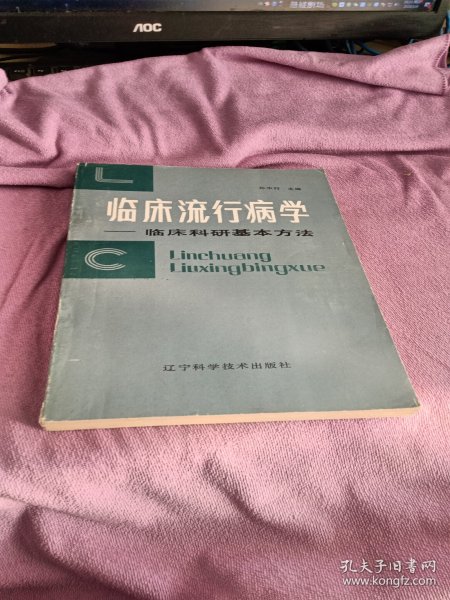 AOC
L
临床流行病学
——临床科研基本方法
C
Linchuang
Liuxingbingxue
辽宁科学技术出版社
孔夫子旧书网
www.kongfz.com